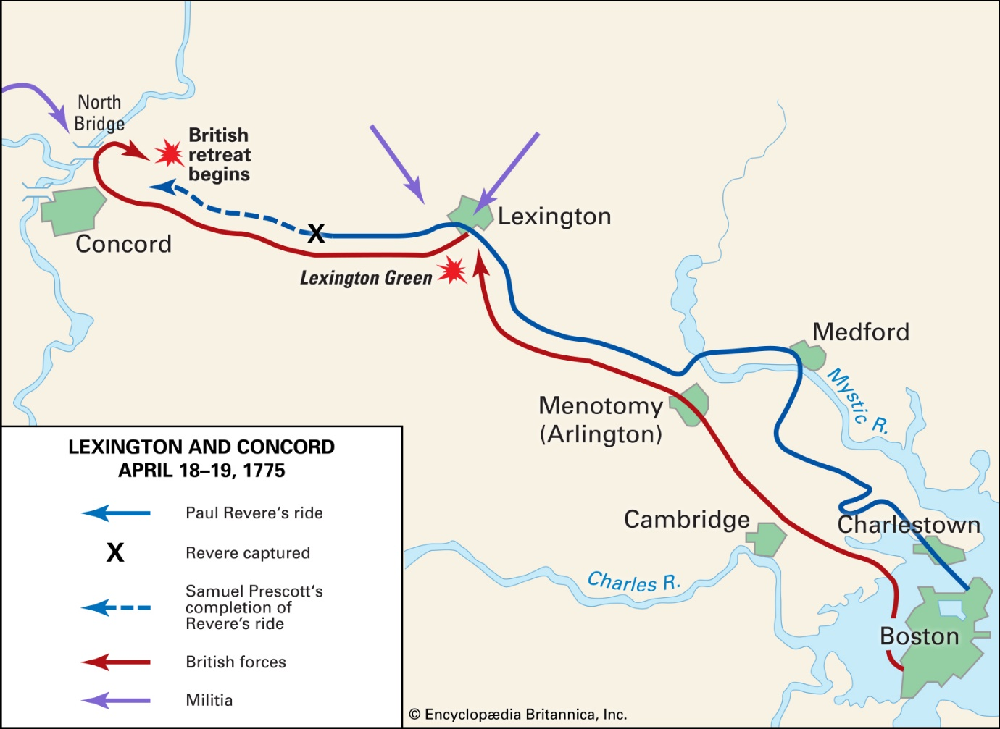 North
Bridge
British
retreat
begins
Concord
X
Lexington
Lexington Green
Medford
Mystic R.
Menotomy
(Arlington)
Cambridge
Charlestown
Charles R.
Boston
LEXINGTON AND CONCORD
APRIL 18–19, 1775
Paul Revere‘s ride
X
Revere captured
Samuel Prescott‘s
completion of
Revere’s ride
British forces
Militia
© Encyclopædia Britannica, Inc.